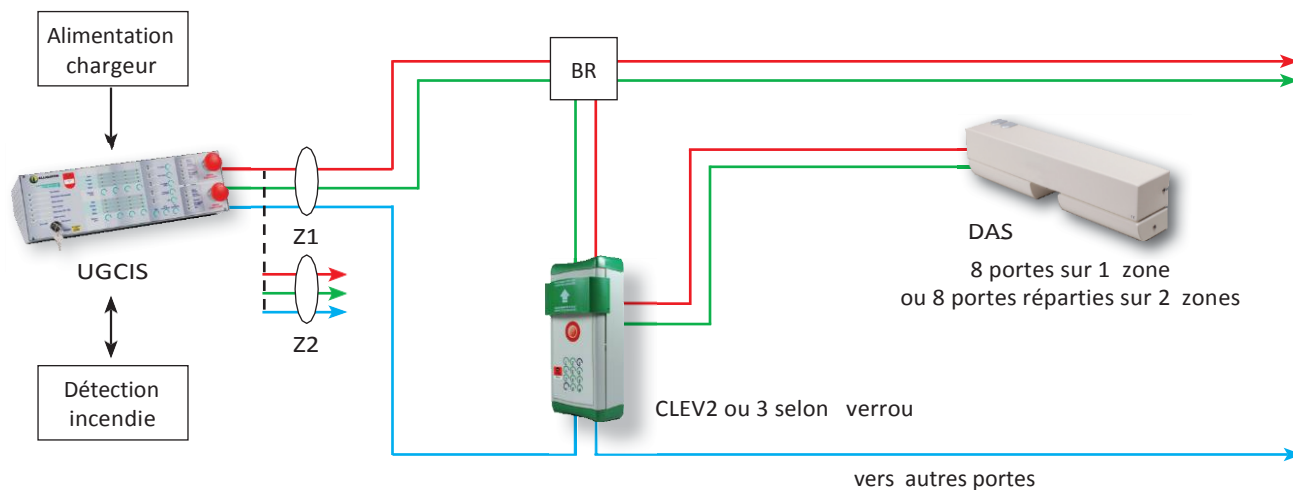 Alimentation
chargeur
BR
Z1
UGCIS
Z2
Détection
incendie
DAS
8 portes sur 1 zone
ou 8 portes réparties sur 2 zones
CLEV2 ou 3 selon verrou
vers autres portes